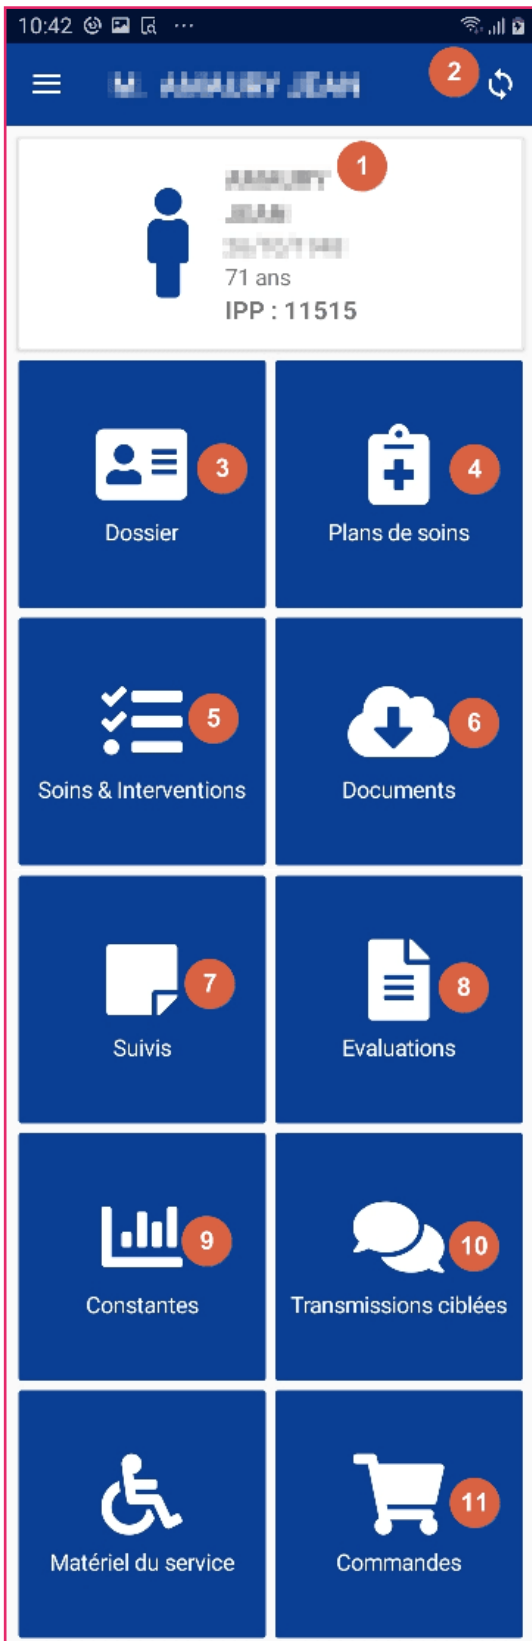 10:42
2
1
71 ans
IPP : 11515
3
Dossier
4
Plans de soins
5
Soins & Interventions
6
Documents
7
Suivis
8
Evaluations
9
Constantes
10
Transmissions ciblées
Matériel du service
11
Commandes